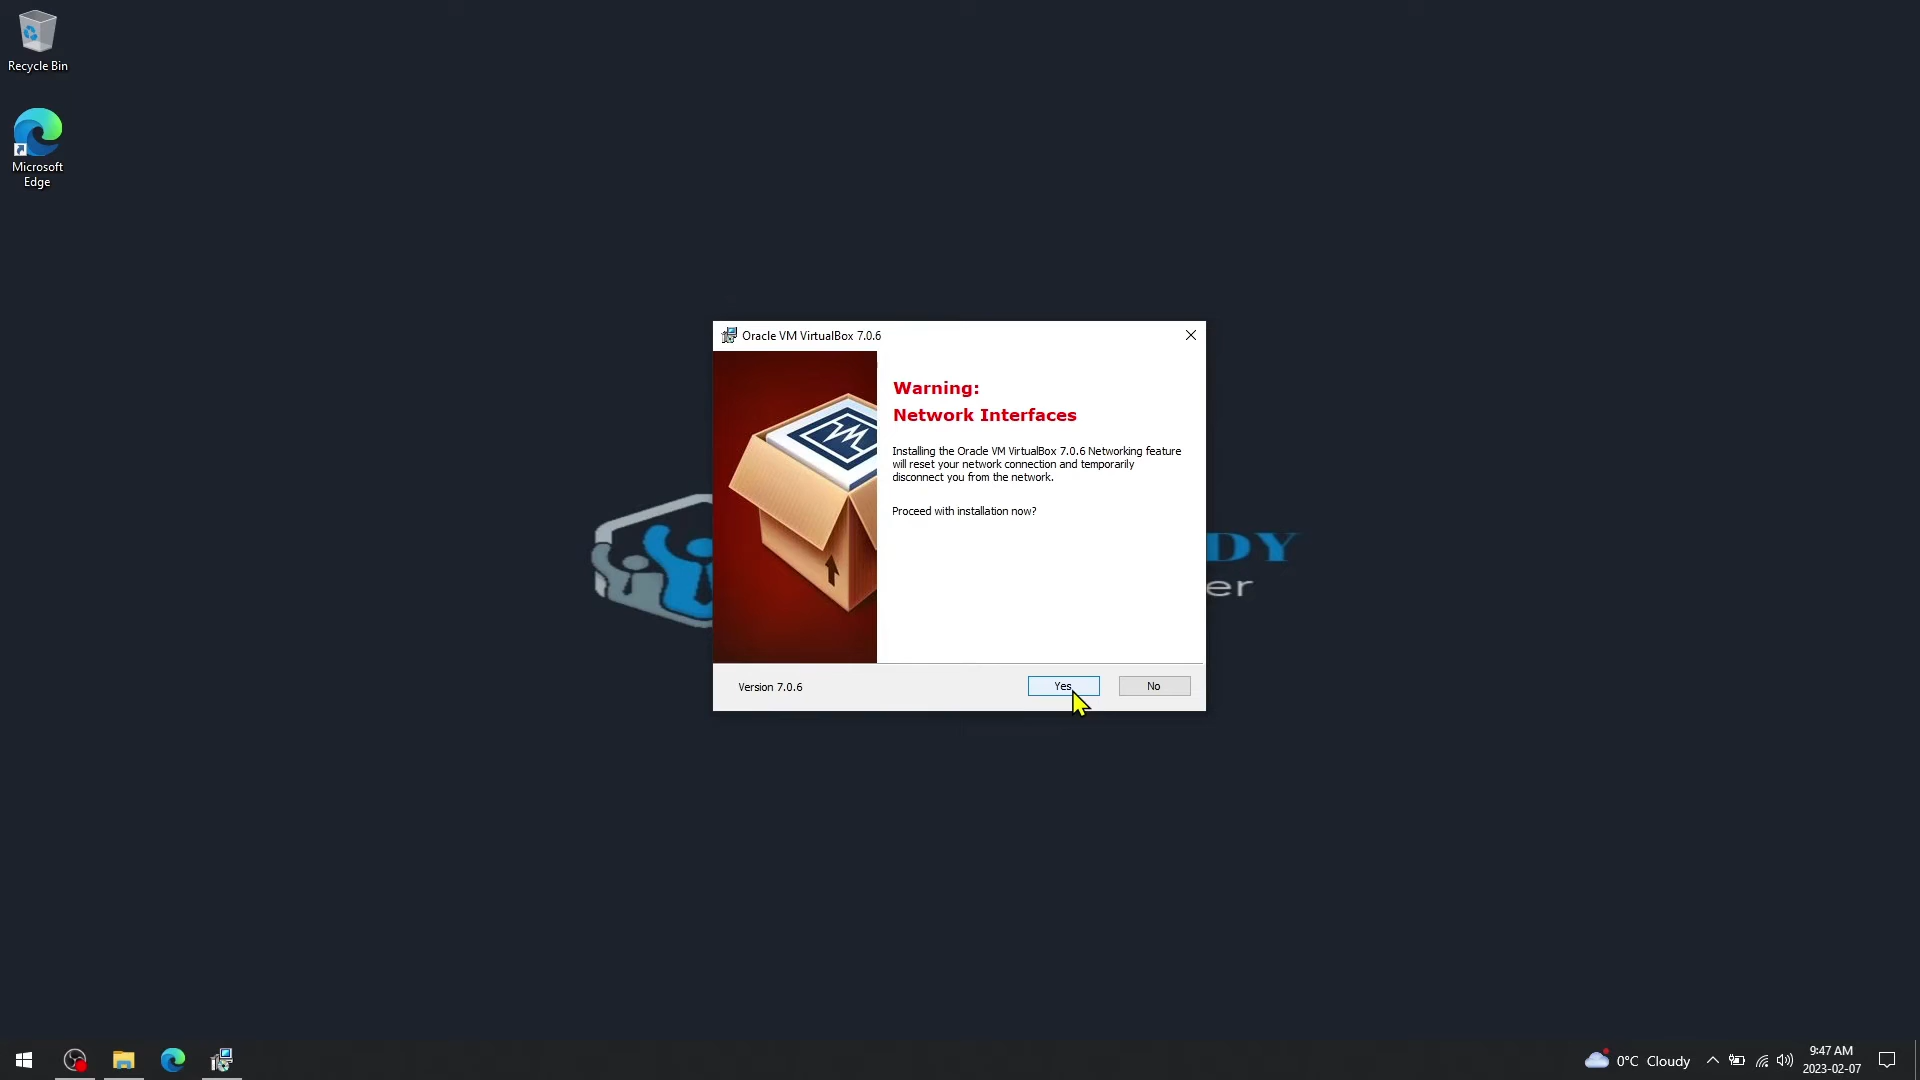 Recycle Bin
Microsoft
Edge
Oracle VM VirtualBox 7.0.6
Warning:
Network Interfaces
Installing the Oracle VM VirtualBox 7.0.6 Networking feature
will reset your network connection and temporarily
disconnect you from the network.
Proceed with installation now?
DY
er
Version 7.0.6
Yes
No
0°C Cloudy
9:47 AM
2023-02-07